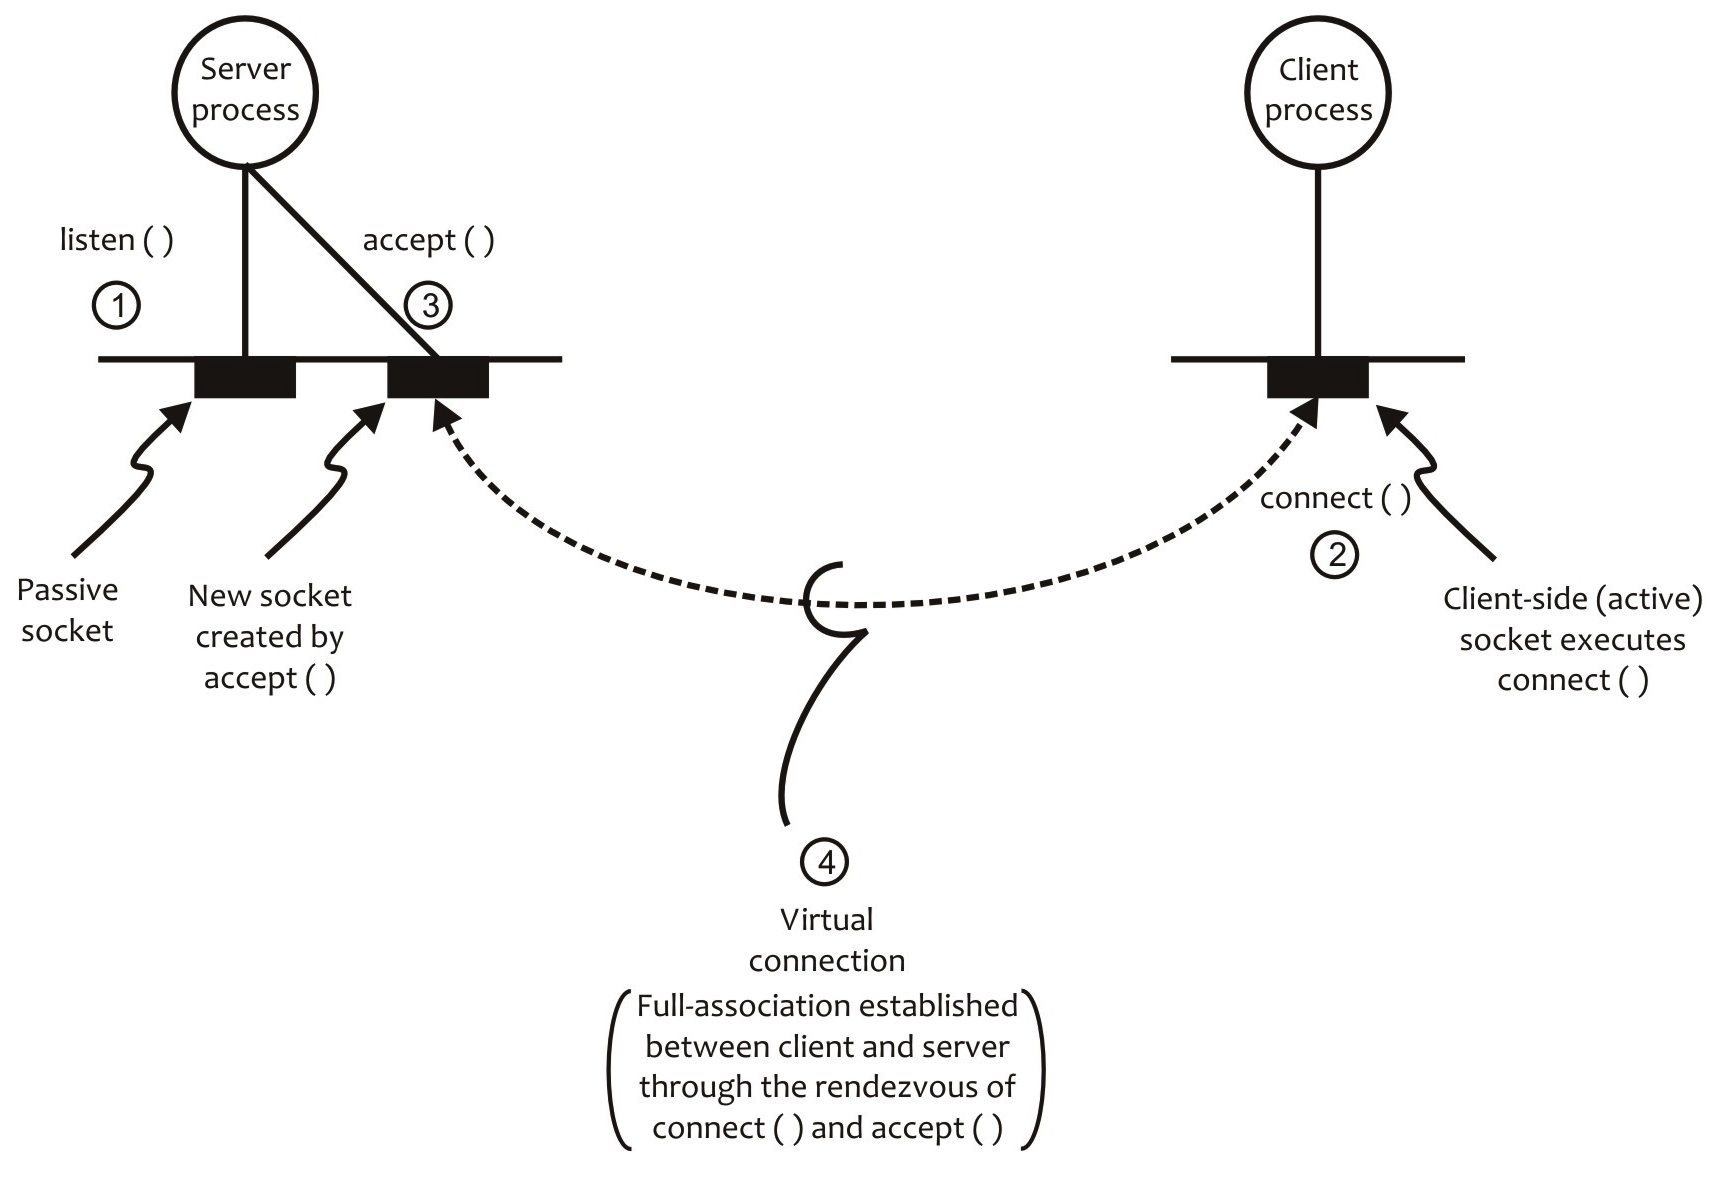 Server
process
Client
process
listen ( )
1
accept ( )
3
connect ( )
2
Passive
socket
New socket
created by
accept ( )
Client-side (active)
socket executes
connect ( )
4
Virtual
connection
Full-association established
between client and server
through the rendezvous of
connect ( ) and accept ( )